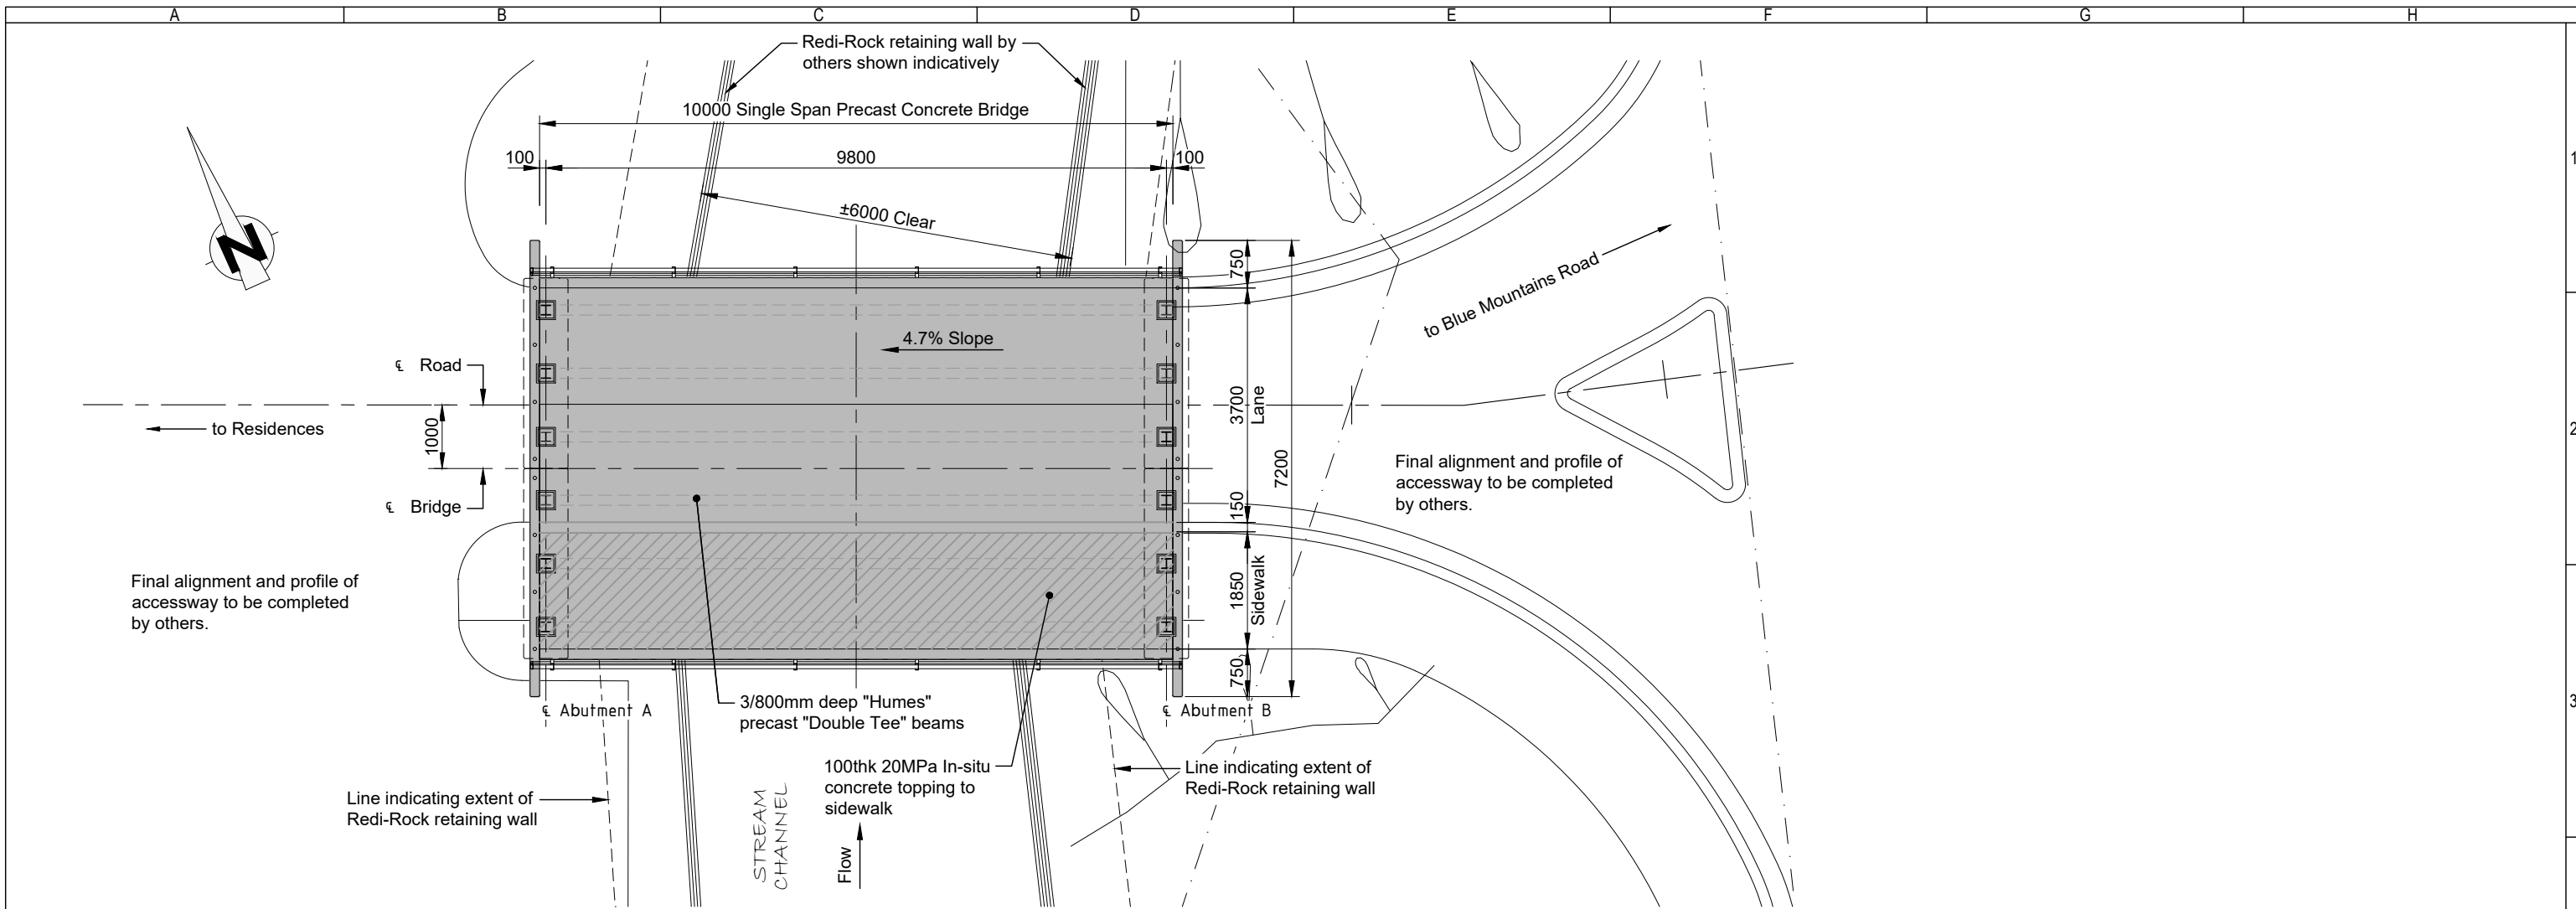 A B C D E F G H
Redi-Rock retaining wall by
others shown indicatively
10000 Single Span Precast Concrete Bridge
100 9800 100
1
±6000 Clear
N
750
to Blue Mountains Road
4.7% Slope
℄ Road
3700
Lane
to Residences
1000
2
7200
Final alignment and profile of
accessway to be completed
by others.
℄ Bridge
150
Final alignment and profile of
accessway to be completed
by others.
1850
Sidewalk
750
3/800mm deep "Humes"
precast "Double Tee" beams
℄ Abutment A
℄ Abutment B
3
100thk 20MPa In-situ
concrete topping to
sidewalk
Line indicating extent of
Redi-Rock retaining wall
Line indicating extent of
Redi-Rock retaining wall
STREAM
CHANNEL
Flow